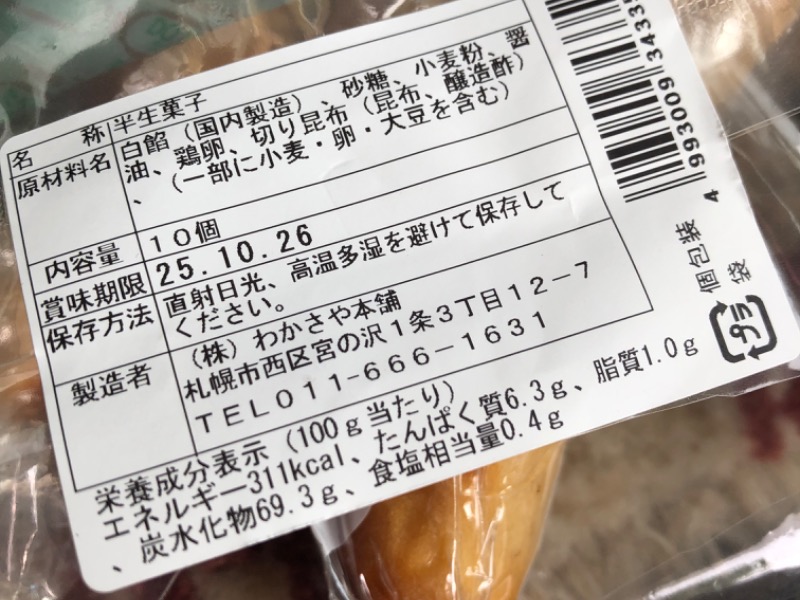 名　　称 半生菓子
原材料名 白餡（国内製造）、砂糖、小麦粉、醤
油、鶏卵、切り昆布（昆布、醸造酢）
、（一部に小麦・卵・大豆を含む）
内容量 １０個
賞味期限 25.10.26
保存方法 直射日光、高温多湿を避けて保存して
ください。
製造者 （株）わかさや本舗
札幌市西区宮の沢１条３丁目１２－７
ＴＥＬ０１１－６６６－１６３１
栄養成分表示（100ｇ当たり）
エネルギー311kcal、たんぱく質6.3ｇ、脂質1.0ｇ
、炭水化物69.3ｇ、食塩相当量0.4ｇ
個包装
袋
プラ